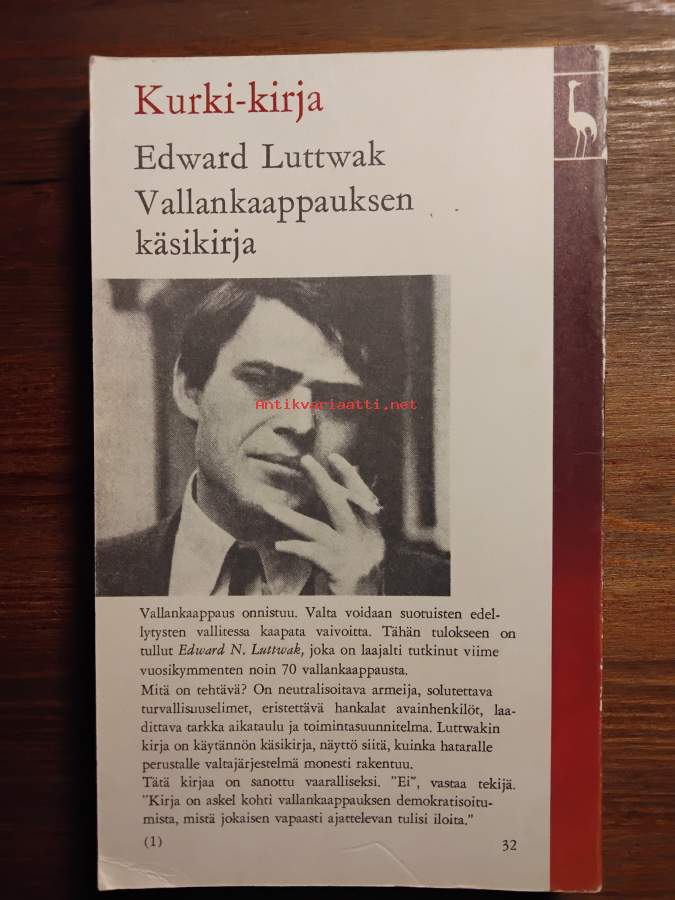 Kurki-kirja
Edward Luttwak
Vallankaappauksen
käsikirja
Antikvariaatti.net
Vallankaappaus onnistuu. Valta voidaan suotuisten edel-
lytysten vallitessa kaapata vaivoitta. Tähän tulokseen on
tullut Edward N. Luttwak, joka on laajalti tutkinut viime
vuosikymmenten noin 70 vallankaappausta.
Mitä on tehtävä? On neutralisoitava armeija, solutettava
turvallisuuselimet, eristettävä hankalat avainhenkilöt, laa-
dittava tarkka aikataulu ja toimintasuunnitelma. Luttwakin
kirja on käytännön käsikirja, näyttö siitä, kuinka hataralle
perustalle valtajärjestelmä monesti rakentuu.
Tätä kirjaa on sanottu vaaralliseksi. "Ei", vastaa tekijä.
"Kirja on askel kohti vallankaappauksen demokratisoitu-
mista, mistä jokaisen vapaasti ajattelevan tulisi iloita."
(1) 32